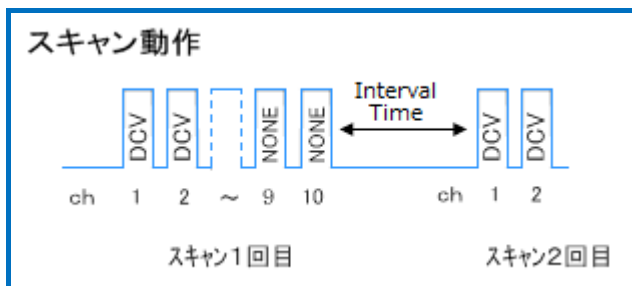 スキャン動作
Interval
Time
DCV DCV NONE NONE DCV DCV
ch 1 2 ～ 9 10 ch 1 2
スキャン1回目 スキャン2回目